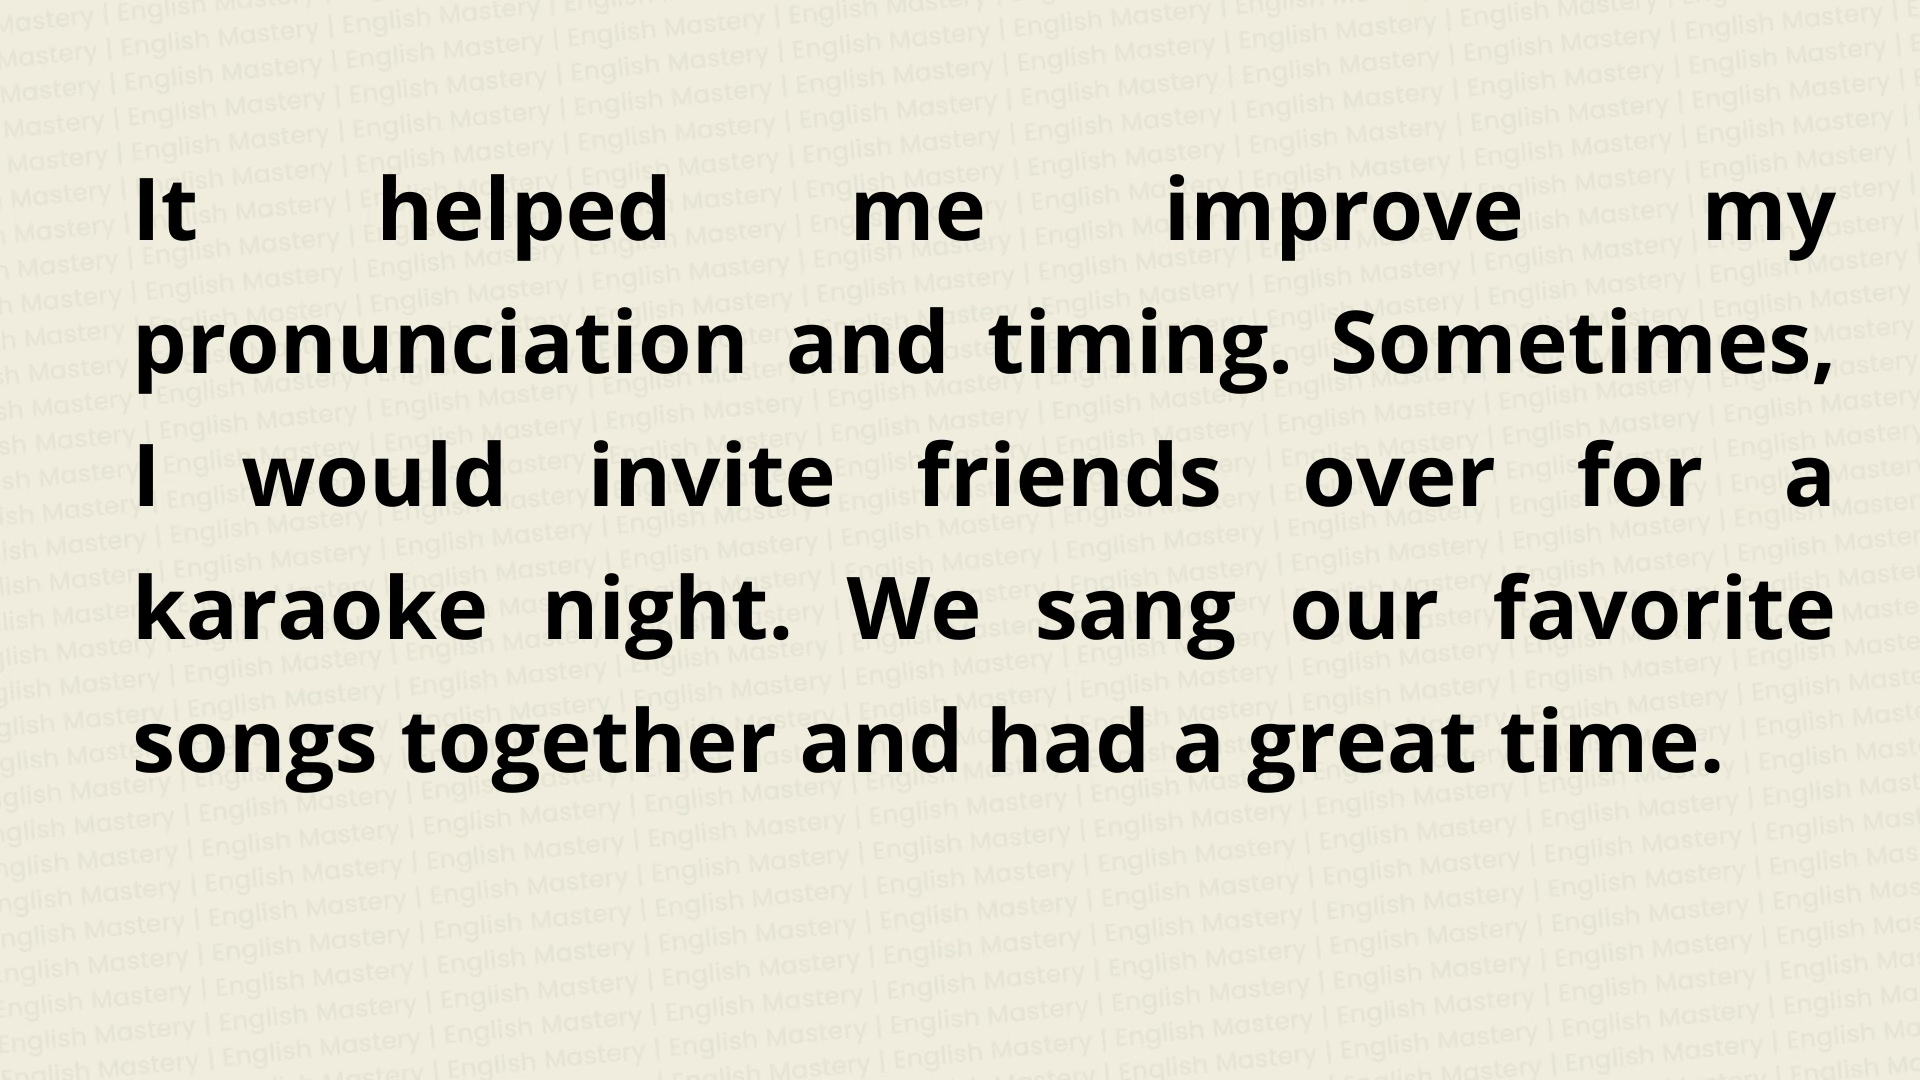 It helped me improve my
pronunciation and timing. Sometimes,
I would invite friends over for a
karaoke night. We sang our favorite
songs together and had a great time.